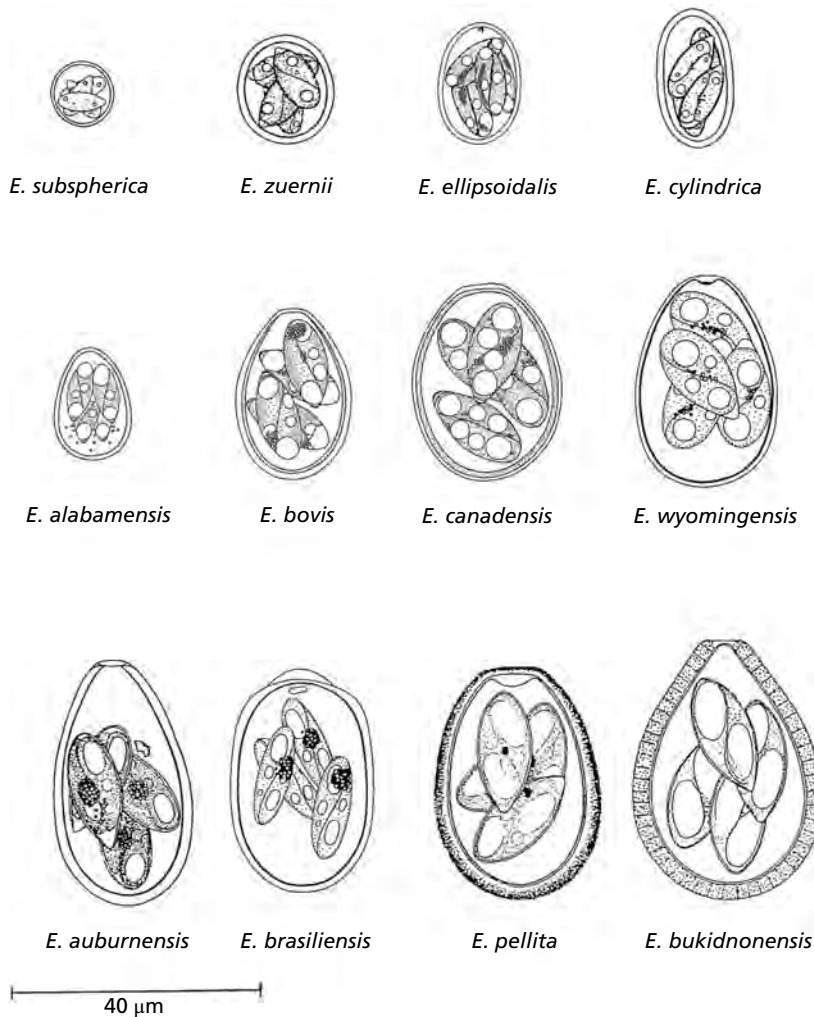 E. subspherica E. zuernii E. ellipsoidalis E. cylindrica
E. alabamensis E. bovis E. canadensis E. wyomingensis
E. auburnensis E. brasiliensis E. pellita E. bukidnonensis
40 μm